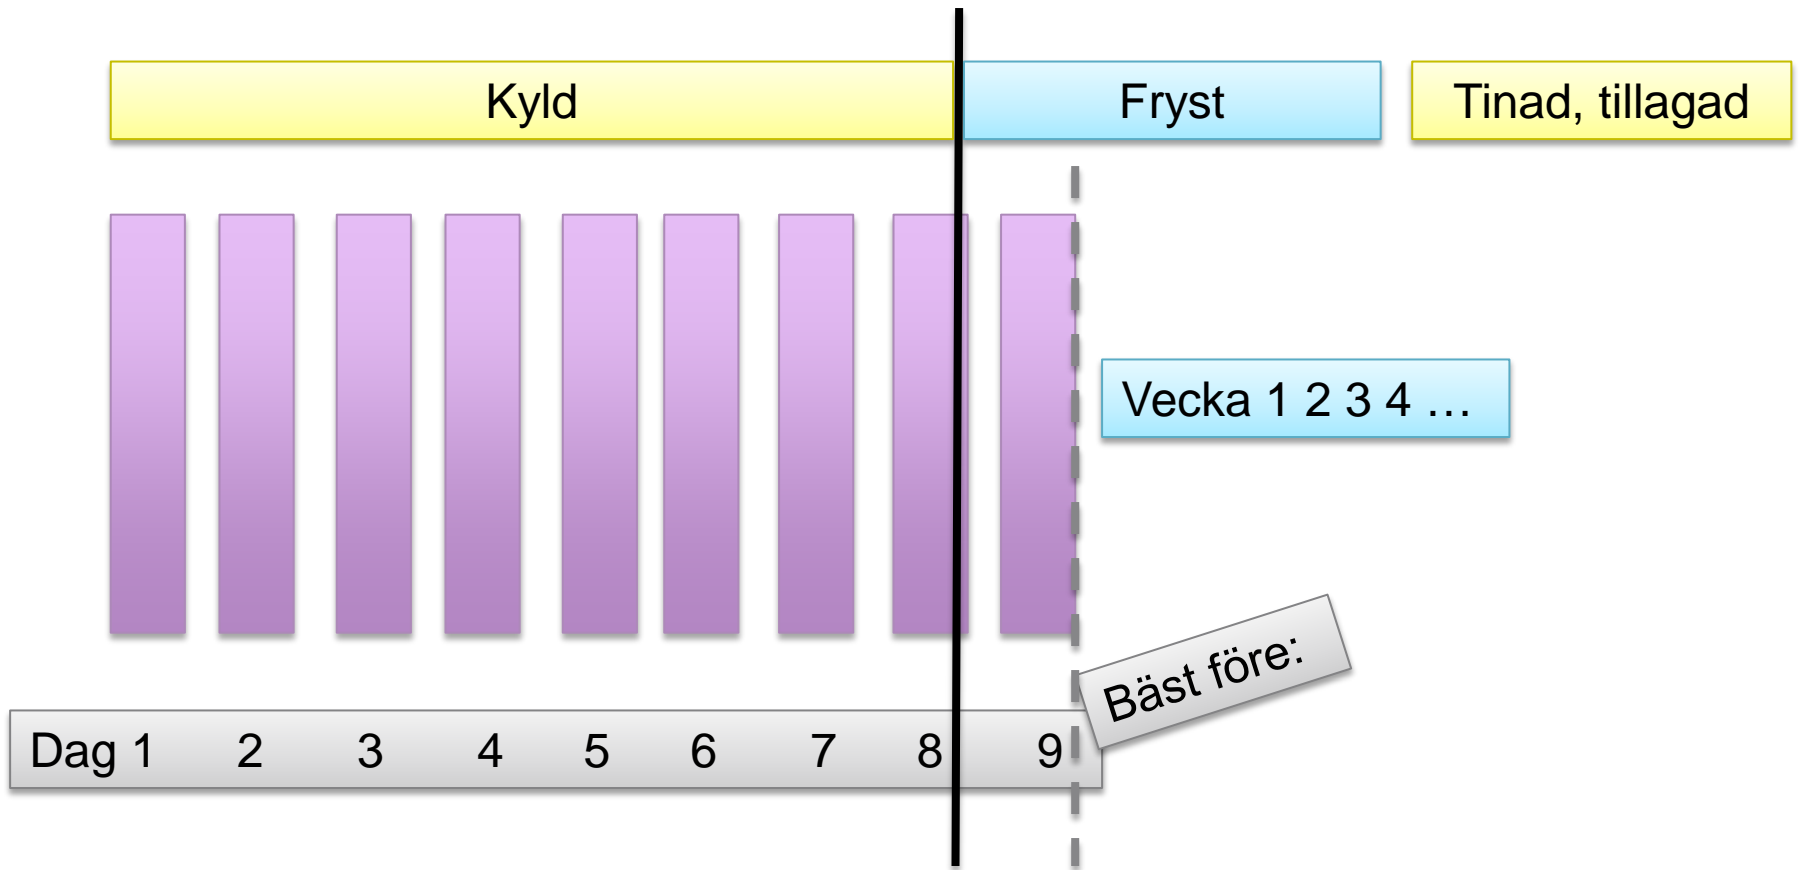 Kyld
Fryst
Tinad, tillagad
Vecka 1 2 3 4 …
Bäst före:
Dag 1 2 3 4 5 6 7 8 9